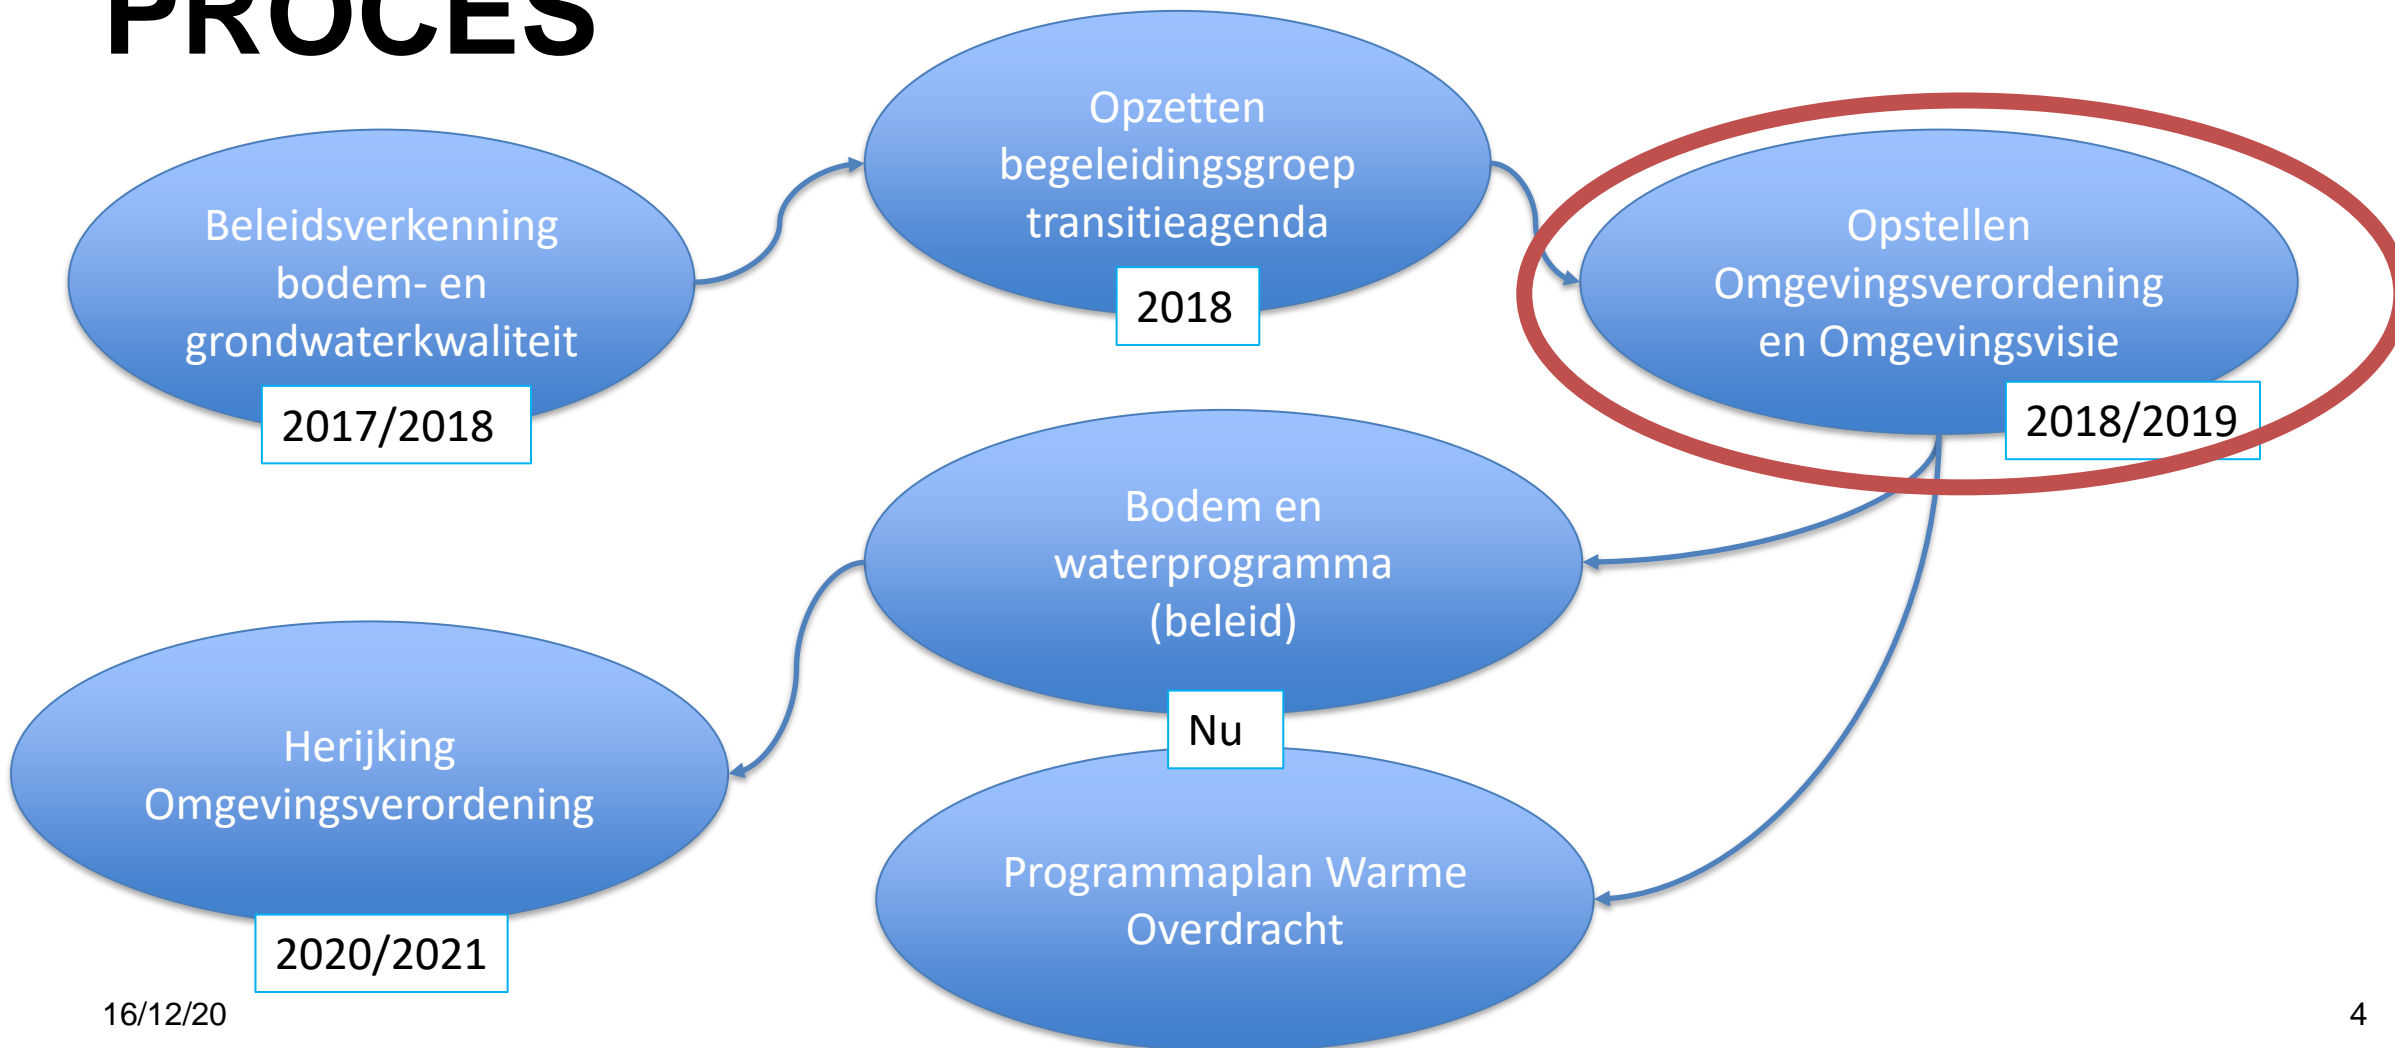 PROCES
Beleidsverkenning
bodem- en
grondwaterkwaliteit
2017/2018
Opzetten
begeleidingsgroep
transitieagenda
2018
Opstellen
Omgevingsverordening
en Omgevingsvisie
2018/2019
Bodem en
waterprogramma
(beleid)
Nu
Programmaplan Warme
Overdracht
Herijking
Omgevingsverordening
2020/2021
16/12/20
4